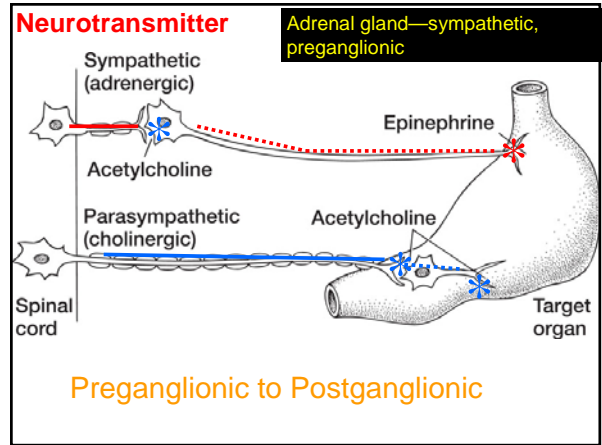 Neurotransmitter
Adrenal gland—sympathetic,
preganglionic
Sympathetic
(adrenergic)
Epinephrine
Acetylcholine
Parasympathetic
(cholinergic)
Acetylcholine
Spinal
cord
Target
organ
Preganglionic to Postganglionic